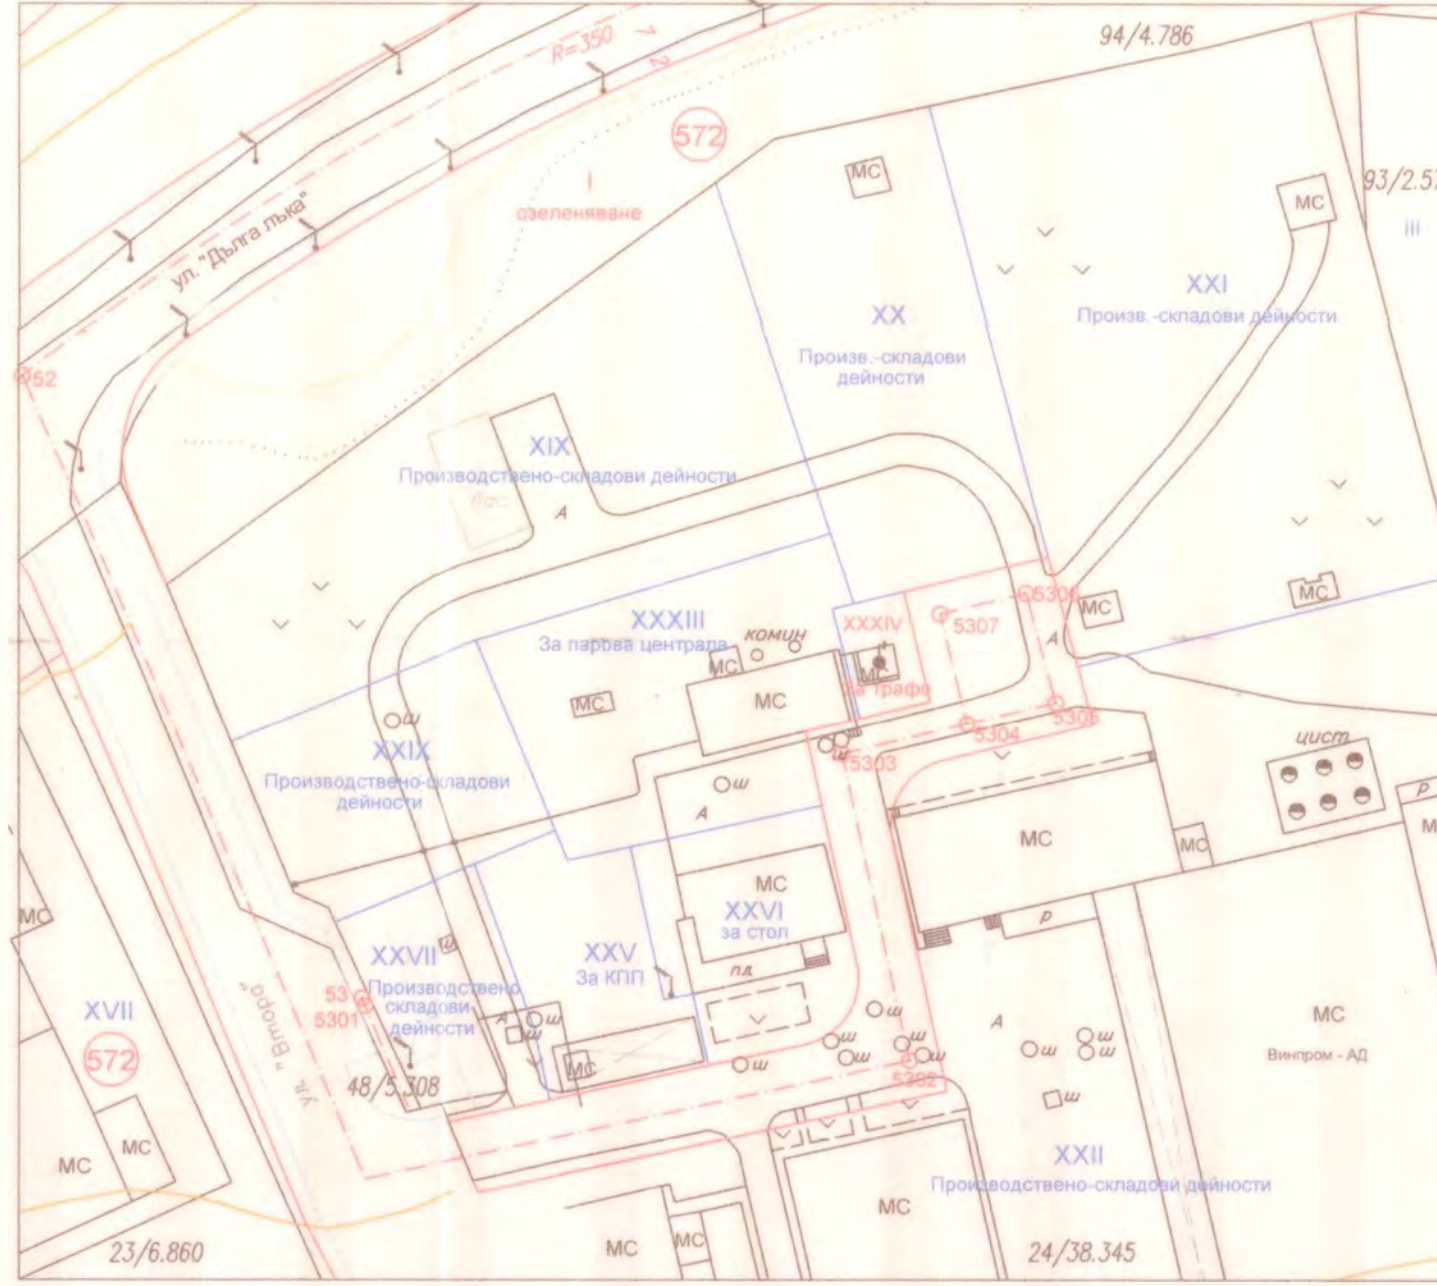 94/4.786
R=350
572
I
озеленяване
МС
МС
ул. "Дълга лъка"
III
XXI
Произв.-складови дейности
XX
Произв.-складови
дейности
52
XIX
Производствено-складови дейности
А
МС
МС
5306
5307
XXXIV
XXXIII
За парова централа
комин
МС
МС
МС
МС
за трафо
А
5305
5304
5303
ш
ш
XXIX
Производствено-складови
дейности
ш
А
цист.
р
МС
МС
МС
XXVI
за стол
МС
р
пл.
XXV
За КПП
ш
XXVII
Производствено
складови
дейности
53
5301
ул. "Втора"
XVII
572
48/5.308
А
ш
ш
МС
ш
ш
ш
ш
ш
ш
5302
А
ш
ш
ш
ш
МС
Винпром - АД
XXII
Производствено-складови дейности
МС
МС
МС
МС
МС
23/6.860
24/38.345